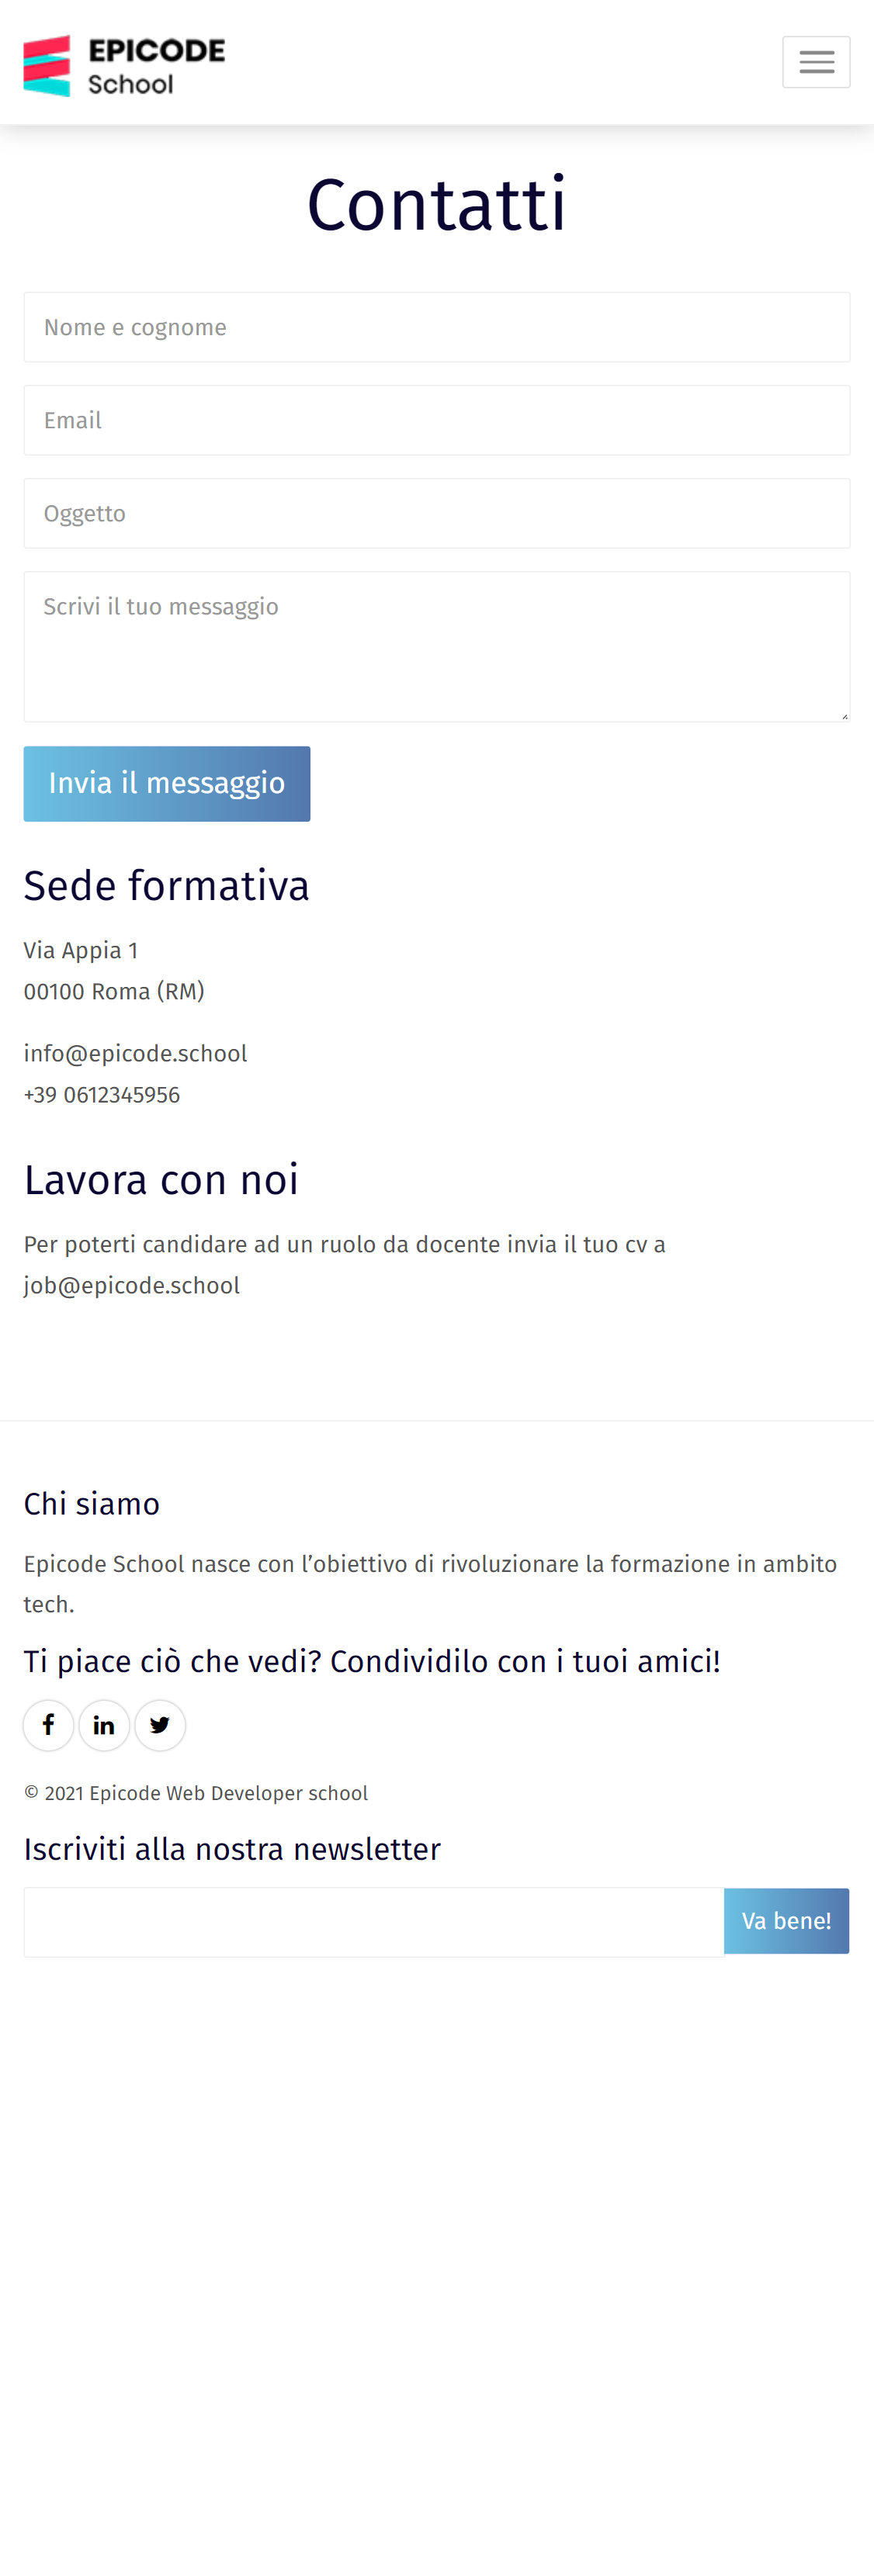 EPICODE
School
Contatti
Nome e cognome
Email
Oggetto
Scrivi il tuo messaggio
Invia il messaggio
Sede formativa
Via Appia 1
00100 Roma (RM)
info@epicode.school
+39 0612345956
Lavora con noi
Per poterti candidare ad un ruolo da docente invia il tuo cv a
job@epicode.school
Chi siamo
Epicode School nasce con l’obiettivo di rivoluzionare la formazione in ambito
tech.
Ti piace ciò che vedi? Condividilo con i tuoi amici!
© 2021 Epicode Web Developer school
Iscriviti alla nostra newsletter
Va bene!